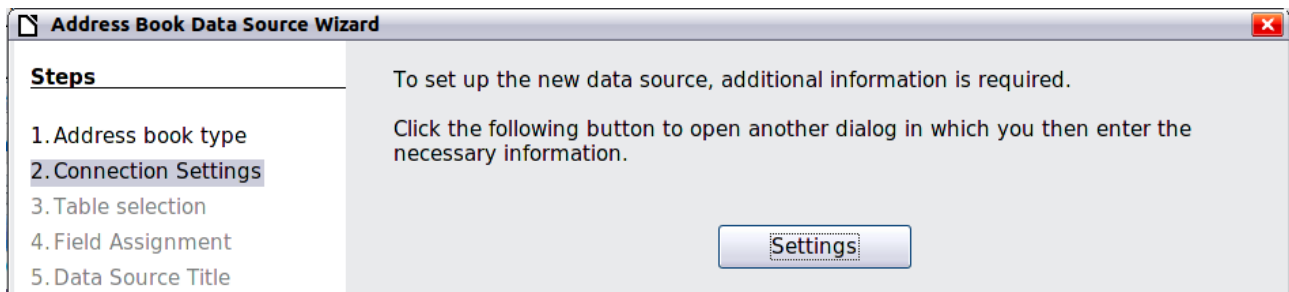 Address Book Data Source Wizard
Steps
1. Address book type
2. Connection Settings
3. Table selection
4. Field Assignment
5. Data Source Title
To set up the new data source, additional information is required.
Click the following button to open another dialog in which you then enter the
necessary information.
Settings